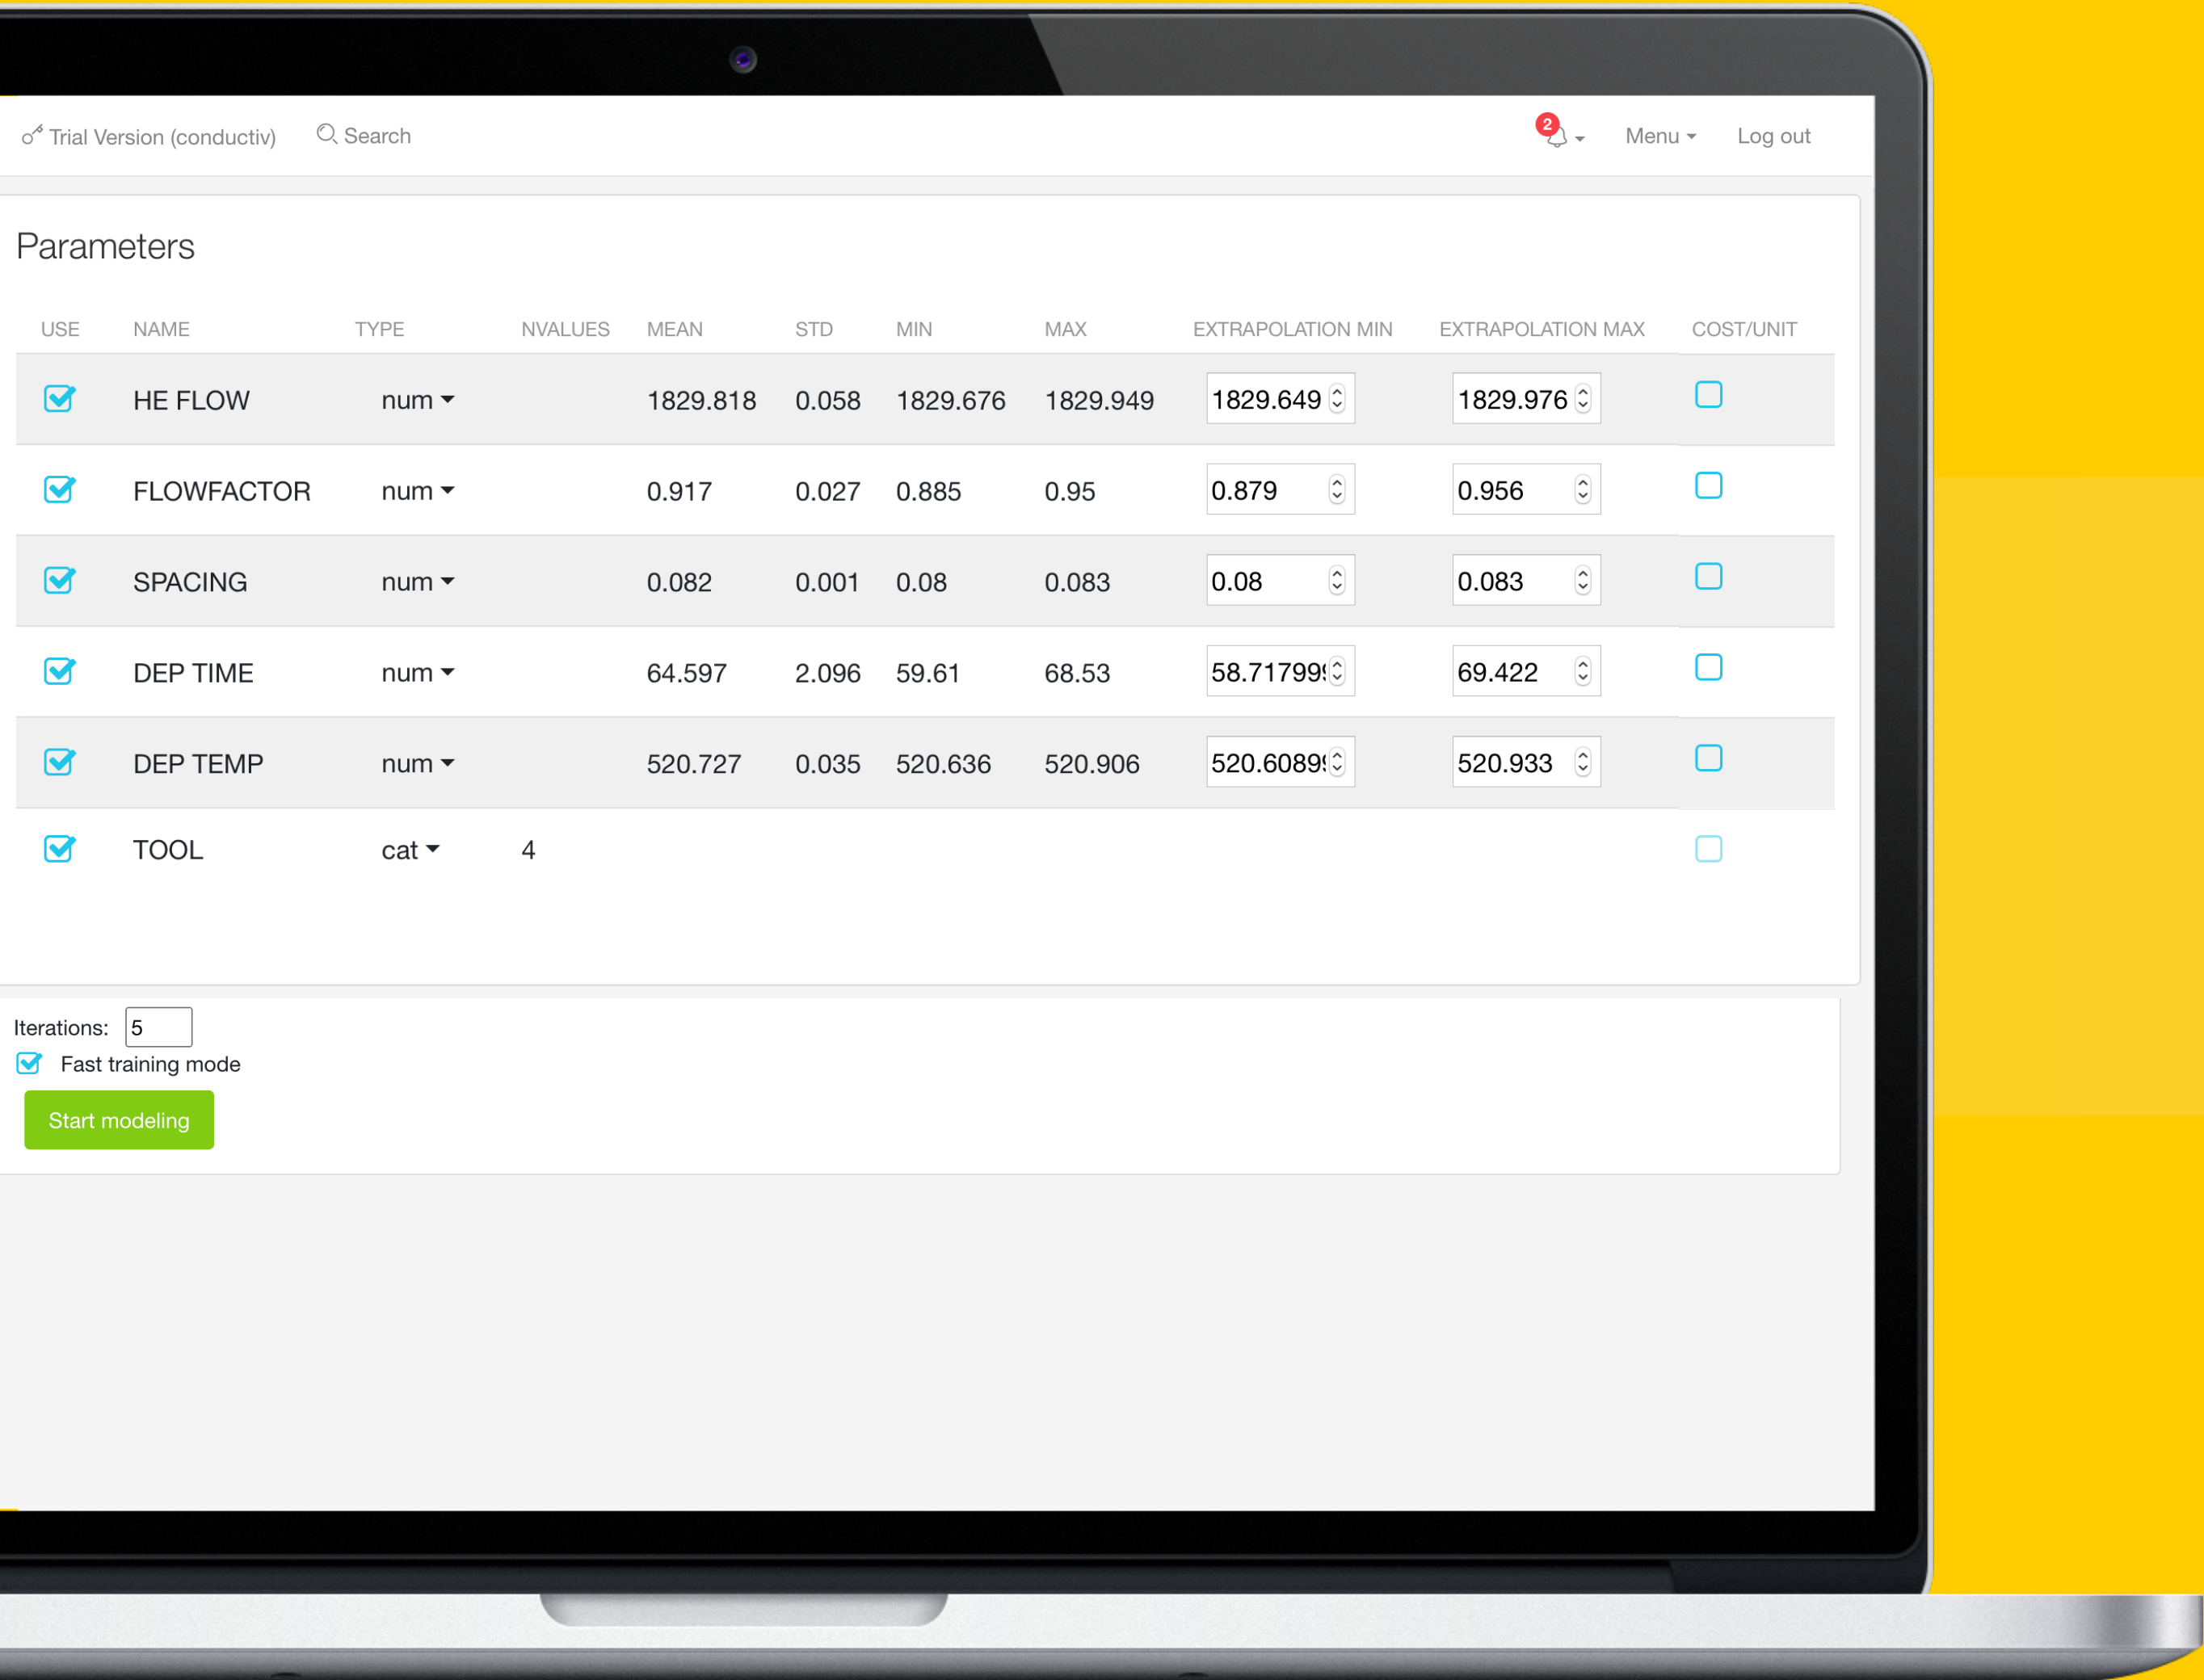 Trial Version (conductiv) Search 2 Menu Log out
Parameters
USE NAME TYPE NVALUES MEAN STD MIN MAX EXTRAPOLATION MIN EXTRAPOLATION MAX COST/UNIT
HE FLOW num 1829.818 0.058 1829.676 1829.949 1829.649 1829.976
FLOWFACTOR num 0.917 0.027 0.885 0.95 0.879 0.956
SPACING num 0.082 0.001 0.08 0.083 0.08 0.083
DEP TIME num 64.597 2.096 59.61 68.53 58.71799 69.422
DEP TEMP num 520.727 0.035 520.636 520.906 520.6089 520.933
TOOL cat 4
Iterations: 5
Fast training mode
Start modeling